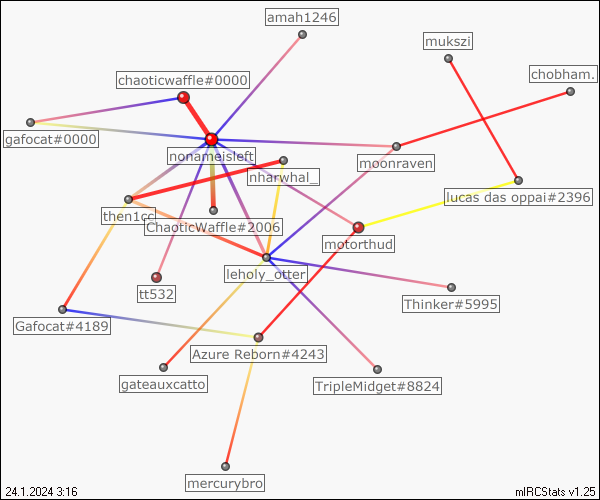 amah1246
mukszi
chobham.
chaoticwaffle#0000
gafocat#0000
nonameisleft
moonraven
nharwhal_
lucas das oppai#2396
then1cc
ChaoticWaffle#2006
motorthud
leholy_otter
tt532
Thinker#5995
Gafocat#4189
Azure Reborn#4243
gateauxcatto
TripleMidget#8824
mercurybro
24.1.2024 3:16
mIRCStats v1.25